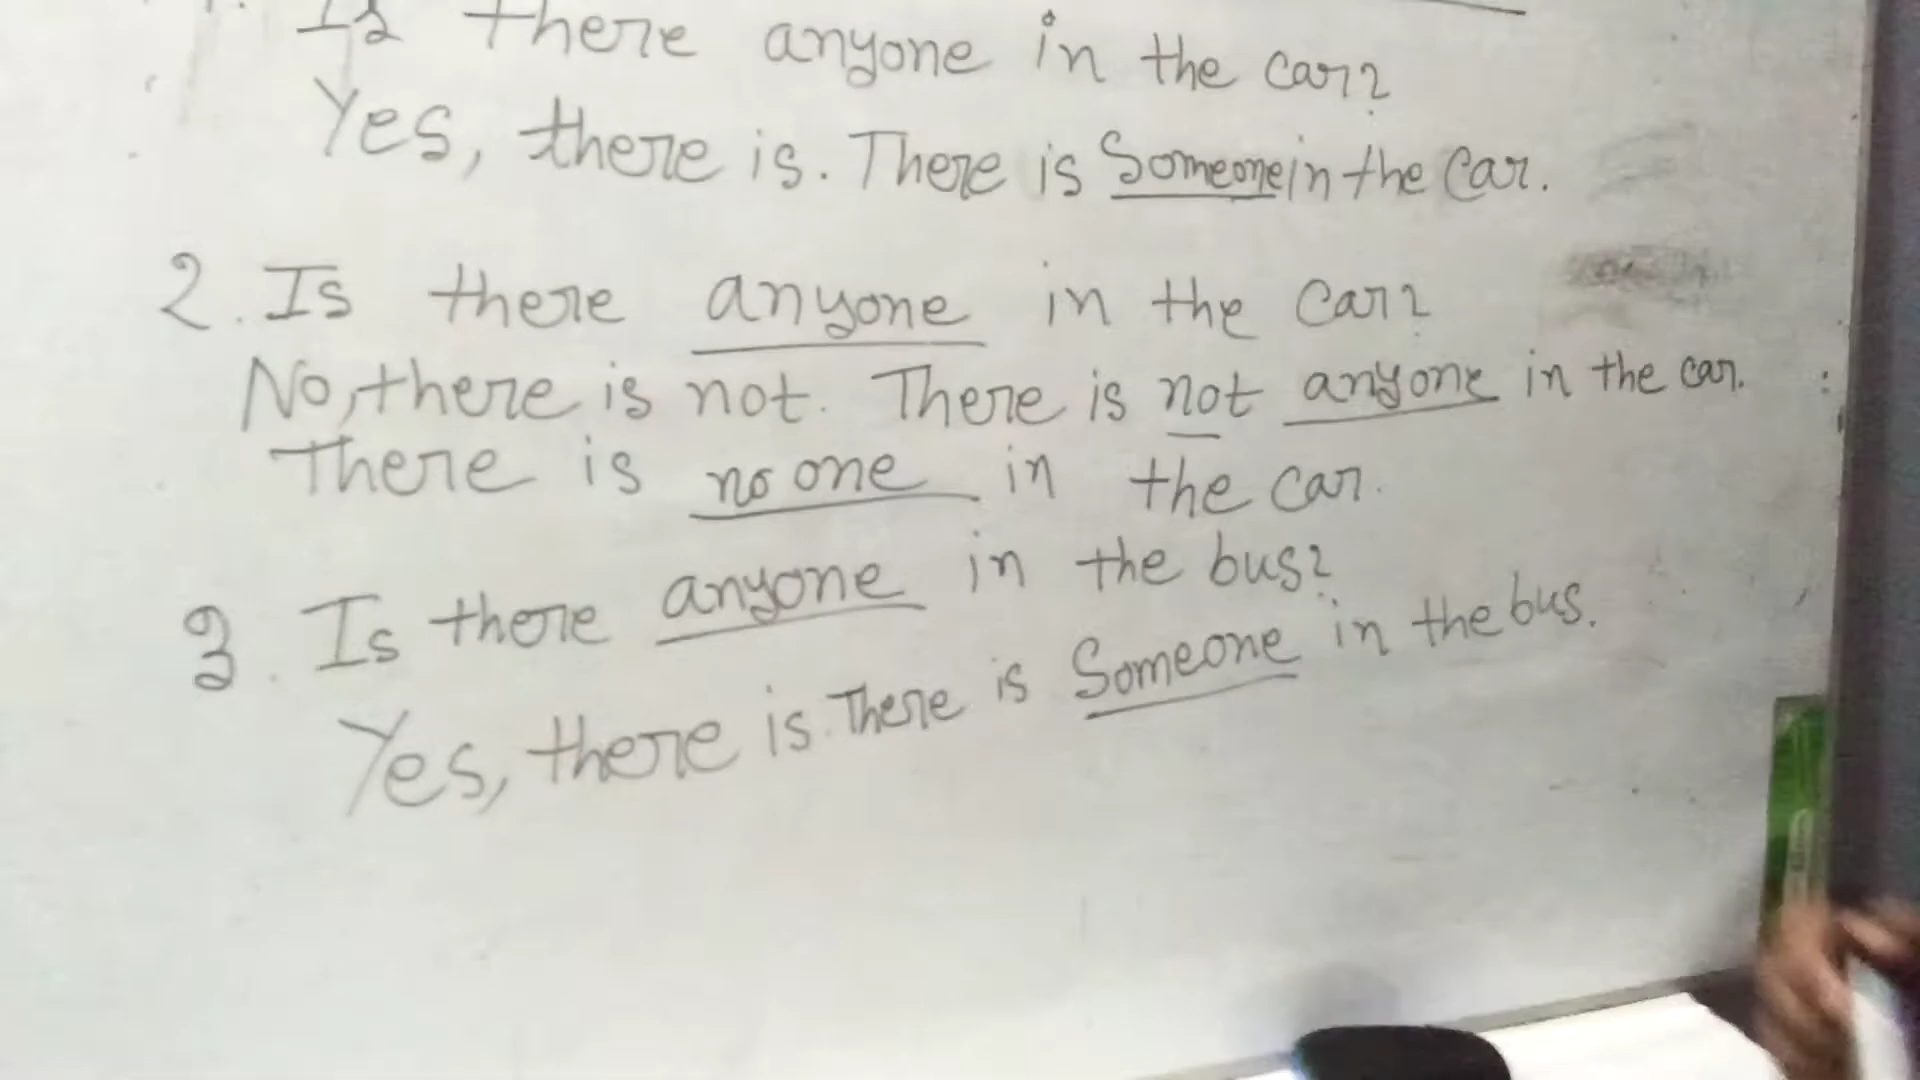 Is there anyone in the car?
Yes, there is. There is Someone in the Car.
2. Is there anyone in the car?
No, there is not. There is not anyone in the car.
There is no one in the car.
3. Is there anyone in the bus?
Yes, there is. There is Someone in the bus.